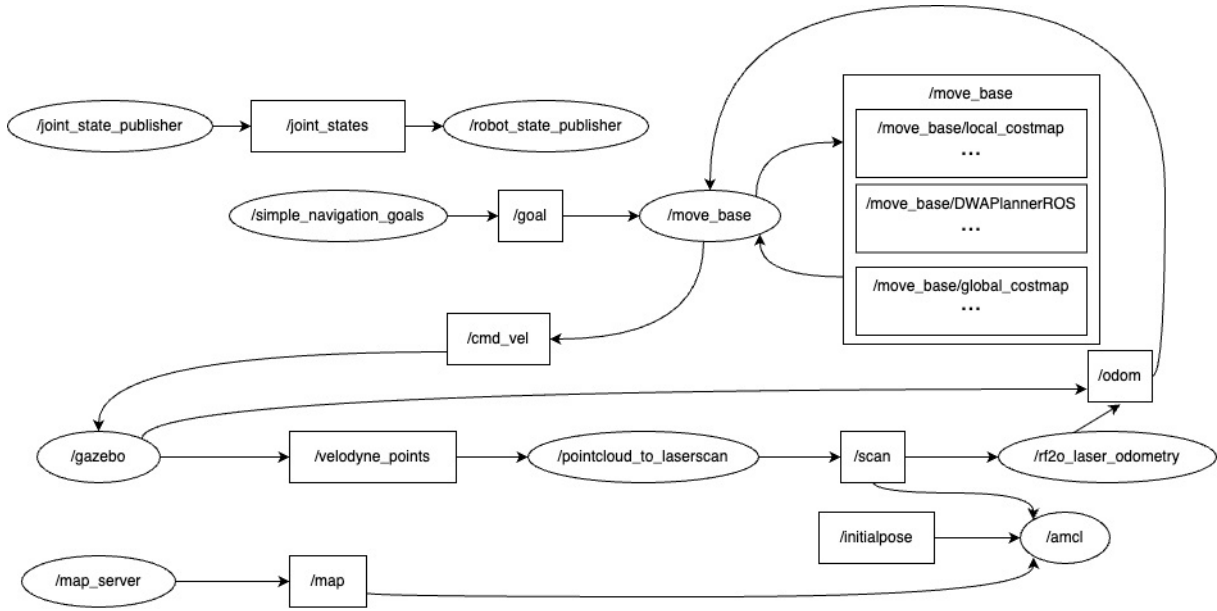 /move_base
/joint_state_publisher
/joint_states
/robot_state_publisher
/move_base/local_costmap
...
/simple_navigation_goals
/goal
/move_base
/move_base/DWAPlannerROS
...
/move_base/global_costmap
...
/cmd_vel
/odom
/gazebo
/velodyne_points
/pointcloud_to_laserscan
/scan
/rf2o_laser_odometry
/initialpose
/amcl
/map_server
/map